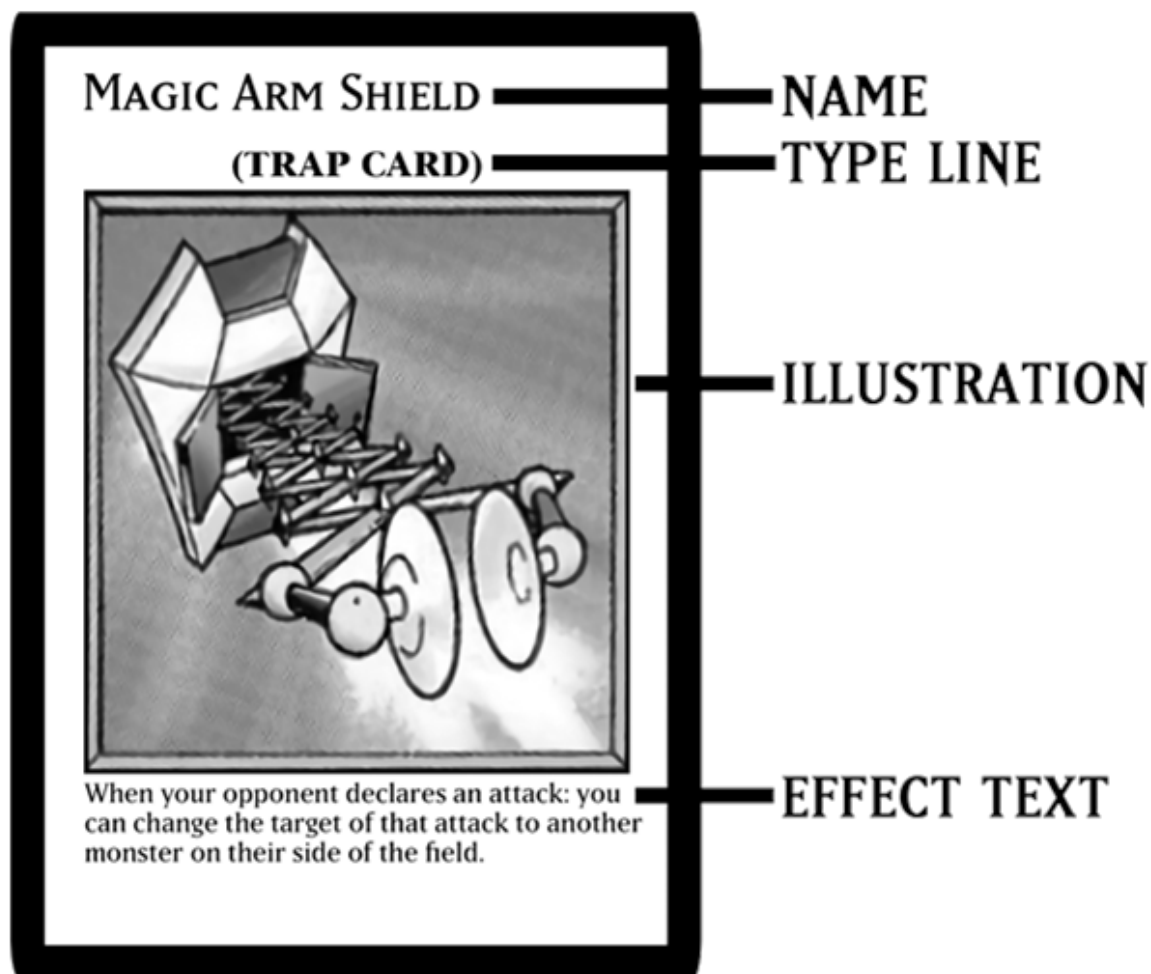 MAGIC ARM SHIELD
NAME
(TRAP CARD)
TYPE LINE
ILLUSTRATION
When your opponent declares an attack: you
can change the target of that attack to another
monster on their side of the field.
EFFECT TEXT